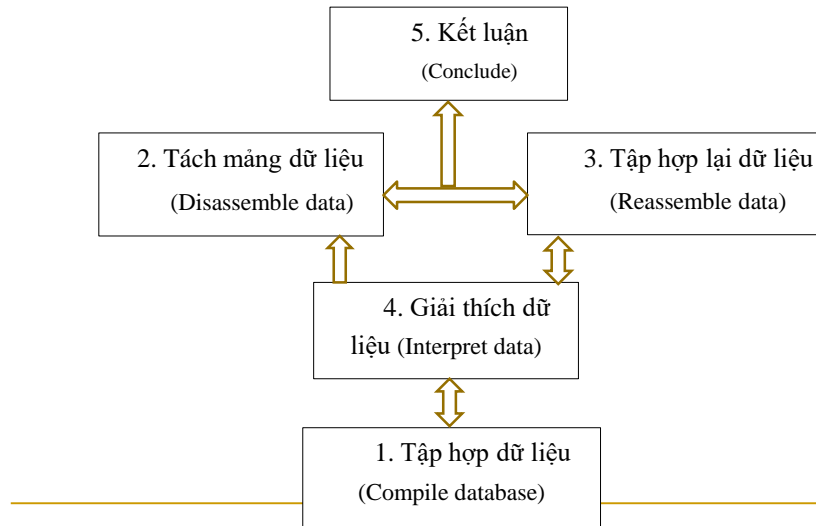 5. Kết luận
(Conclude)
2. Tách mảng dữ liệu
(Disassemble data)
3. Tập hợp lại dữ liệu
(Reassemble data)
4. Giải thích dữ
liệu (Interpret data)
1. Tập hợp dữ liệu
(Compile database)